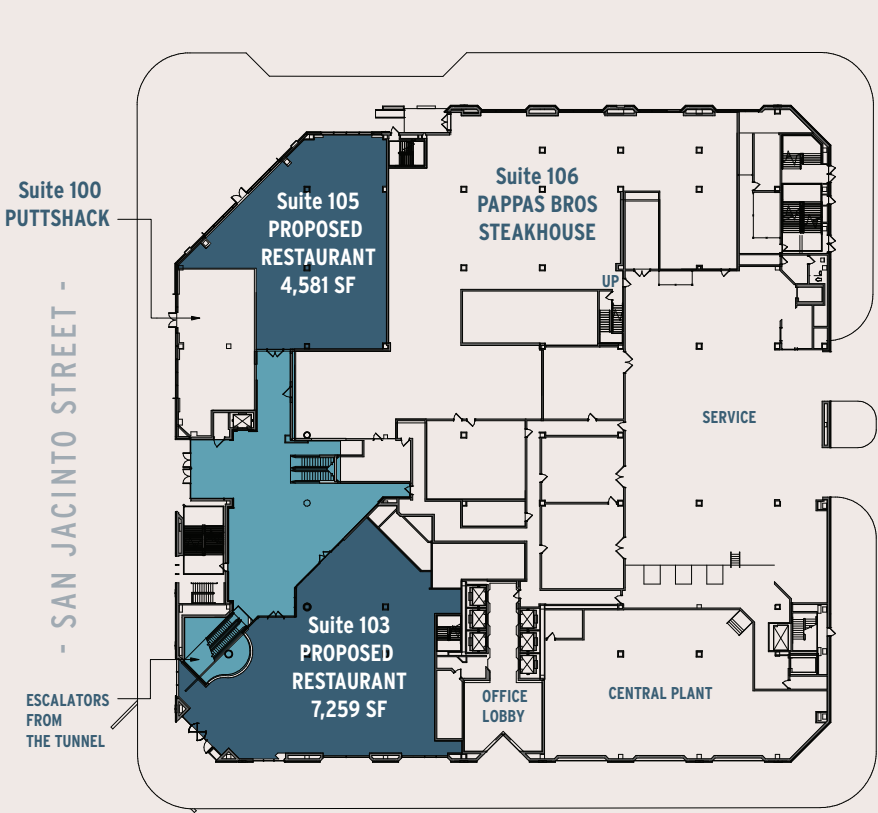 Suite 100
PUTTSHACK
Suite 105
PROPOSED
RESTAURANT
4,581 SF
Suite 106
PAPPAS BROS
STEAKHOUSE
UP
- SAN JACINTO STREET -
SERVICE
Suite 103
PROPOSED
RESTAURANT
7,259 SF
ESCALATORS
FROM
THE TUNNEL
OFFICE
LOBBY
CENTRAL PLANT